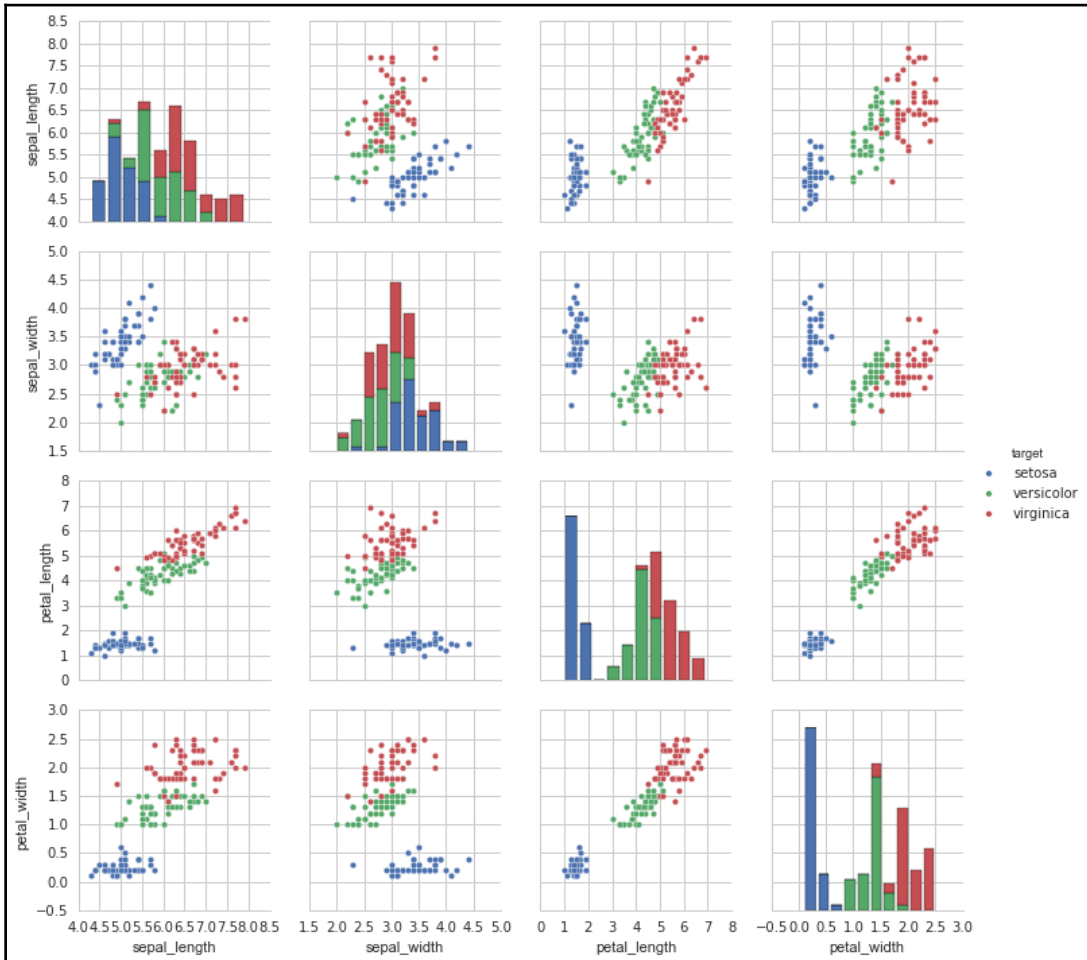 8.5
8.0
7.5
7.0
6.5
6.0
5.5
5.0
4.5
4.0
sepal_length
5.0
4.5
4.0
3.5
3.0
2.5
2.0
1.5
sepal_width
target
setosa
versicolor
virginica
8
7
6
5
4
3
2
1
0
petal_length
3.0
2.5
2.0
1.5
1.0
0.5
0.0
−0.5
petal_width
4.0 4.5 5.0 5.5 6.0 6.5 7.0 7.5 8.0 8.5
sepal_length
1.5 2.0 2.5 3.0 3.5 4.0 4.5 5.0
sepal_width
0 1 2 3 4 5 6 7 8
petal_length
−0.5 0.0 0.5 1.0 1.5 2.0 2.5 3.0
petal_width